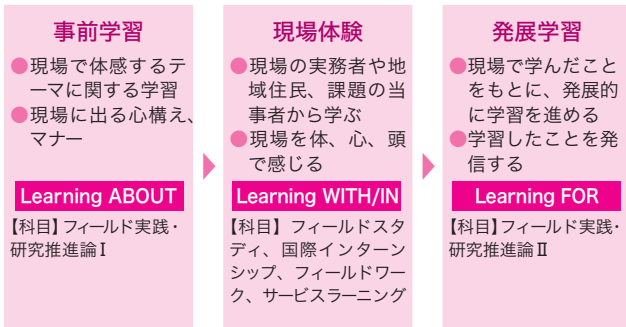 事前学習
●現場で体感するテ
ーマに関する学習
●現場に出る心構え、
マナー
Learning ABOUT
【科目】フィールド実践・
研究推進論Ⅰ
現場体験
●現場の実務者や地
域住民、課題の当
事者から学ぶ
●現場を体、心、頭
で感じる
Learning WITH/IN
【科目】フィールドスタ
ディ、国際インターン
シップ、フィールドワー
ク、サービスラーニング
発展学習
●現場で学んだこと
をもとに、発展的
に学習を進める
●学習したことを発
信する
Learning FOR
【科目】フィールド実践・
研究推進論Ⅱ